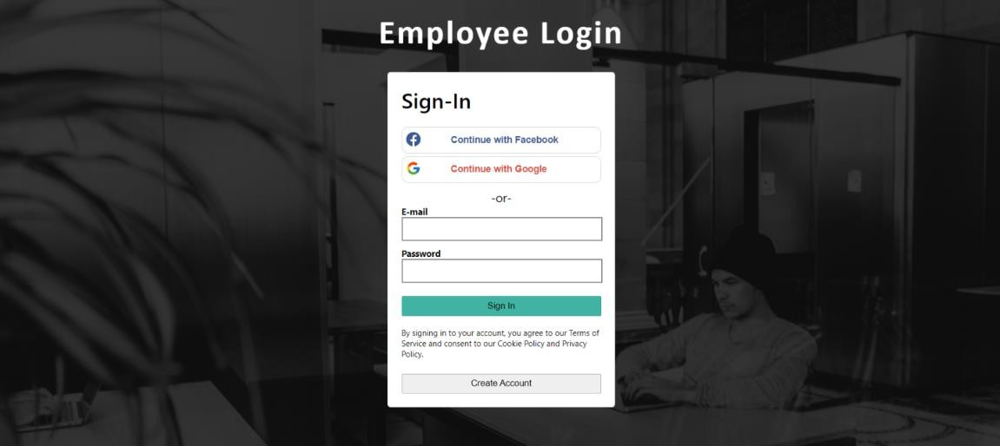 Employee Login
Sign-In
Continue with Facebook
Continue with Google
-or-
E-mail
Password
Sign In
By signing in to your account, you agree to our Terms of
Service and consent to our Cookie Policy and Privacy
Policy.
Create Account